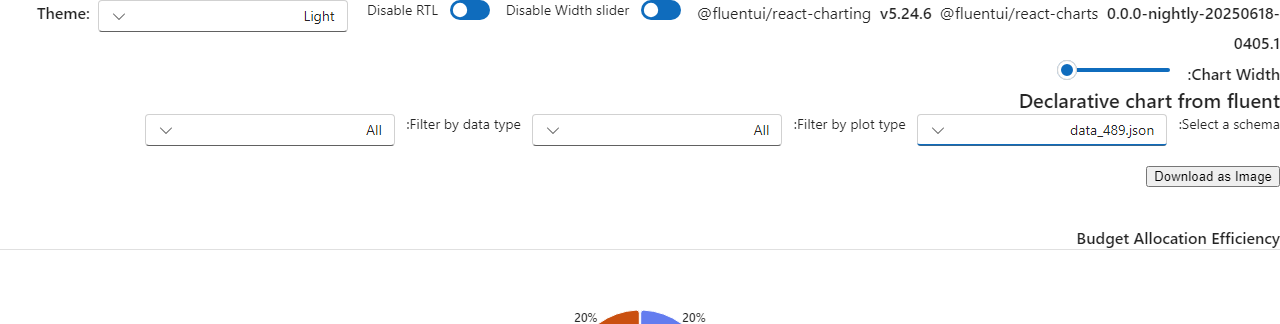 Theme: Light Disable RTL Disable Width slider @fluentui/react-charting v5.24.6 @fluentui/react-charts 0.0.0-nightly-20250618-
0405.1
:Chart Width
Declarative chart from fluent
All :Filter by data type All :Filter by plot type data_489.json :Select a schema
Download as Image
Budget Allocation Efficiency
20% 20%